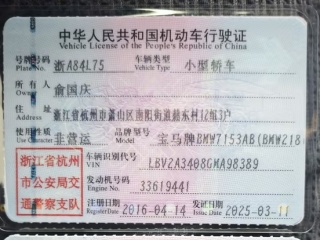 中华人民共和国机动车行驶证
Vehicle License of the People's Republic of China
号牌号码 浙A84L75 车辆类型 小型轿车
Plate No. Vehicle Type
所有人 俞国庆
Owner
住址 浙江省杭州市萧山区南阳街道赭东村12组3户
Address
使用性质 非营运 品牌型号 宝马牌BMW7153AB(BMW218
Use Character Model
浙江省杭州市公安局交通警察支队
车辆识别代号 LBV2A3408GMA98389
VIN
发动机号码 33619441
Engine No.
注册日期 2016-04-14 发证日期 2025-03-11
Register Date Issue Date